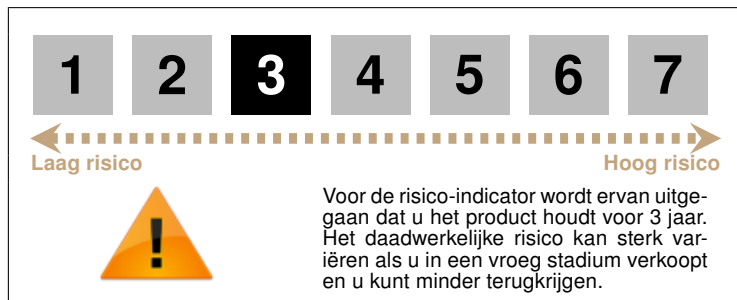 1 2 3 4 5 6 7
Laag risico Hoog risico
!
Voor de risico-indicator wordt ervan uitge-
gaan dat u het product houdt voor 3 jaar.
Het daadwerkelijke risico kan sterk var-
iëren als u in een vroeg stadium verkoopt
en u kunt minder terugkrijgen.